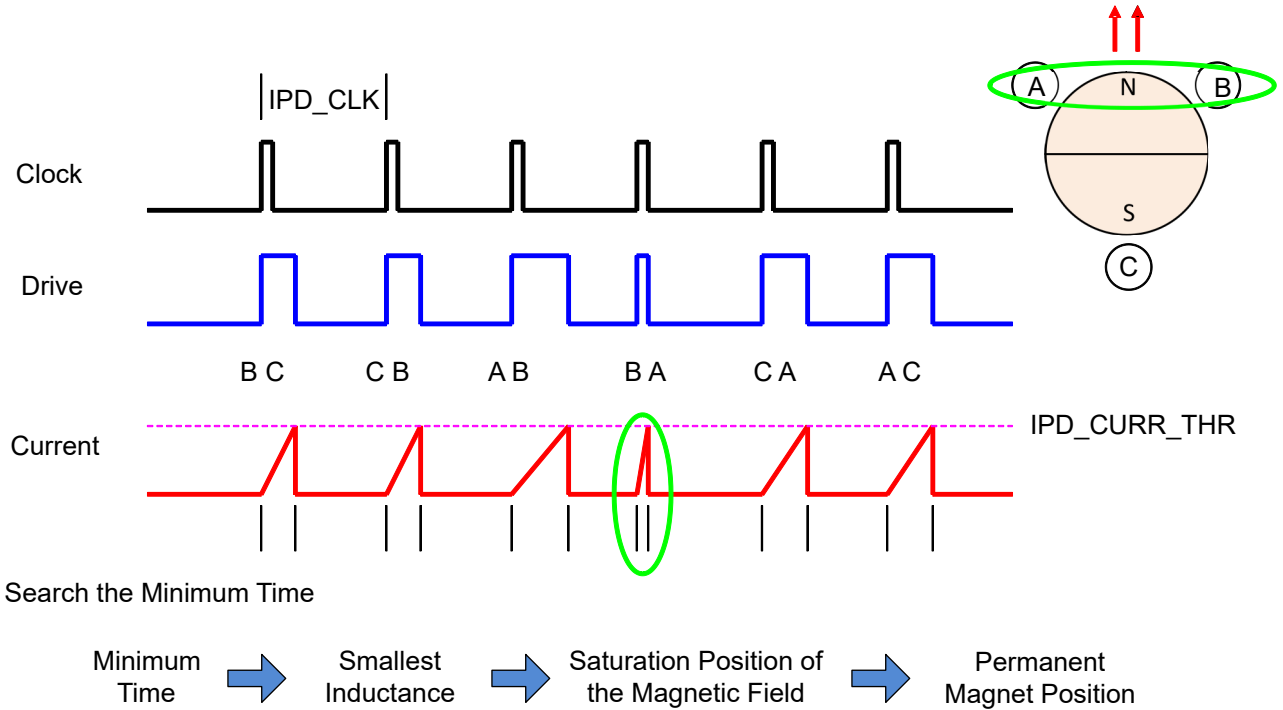 IPD_CLK
A
N
B
Clock
S
C
Drive
B C
C B
A B
B A
C A
A C
IPD_CURR_THR
Current
Search the Minimum Time
Minimum
Time
Smallest
Inductance
Saturation Position of
the Magnetic Field
Permanent
Magnet Position